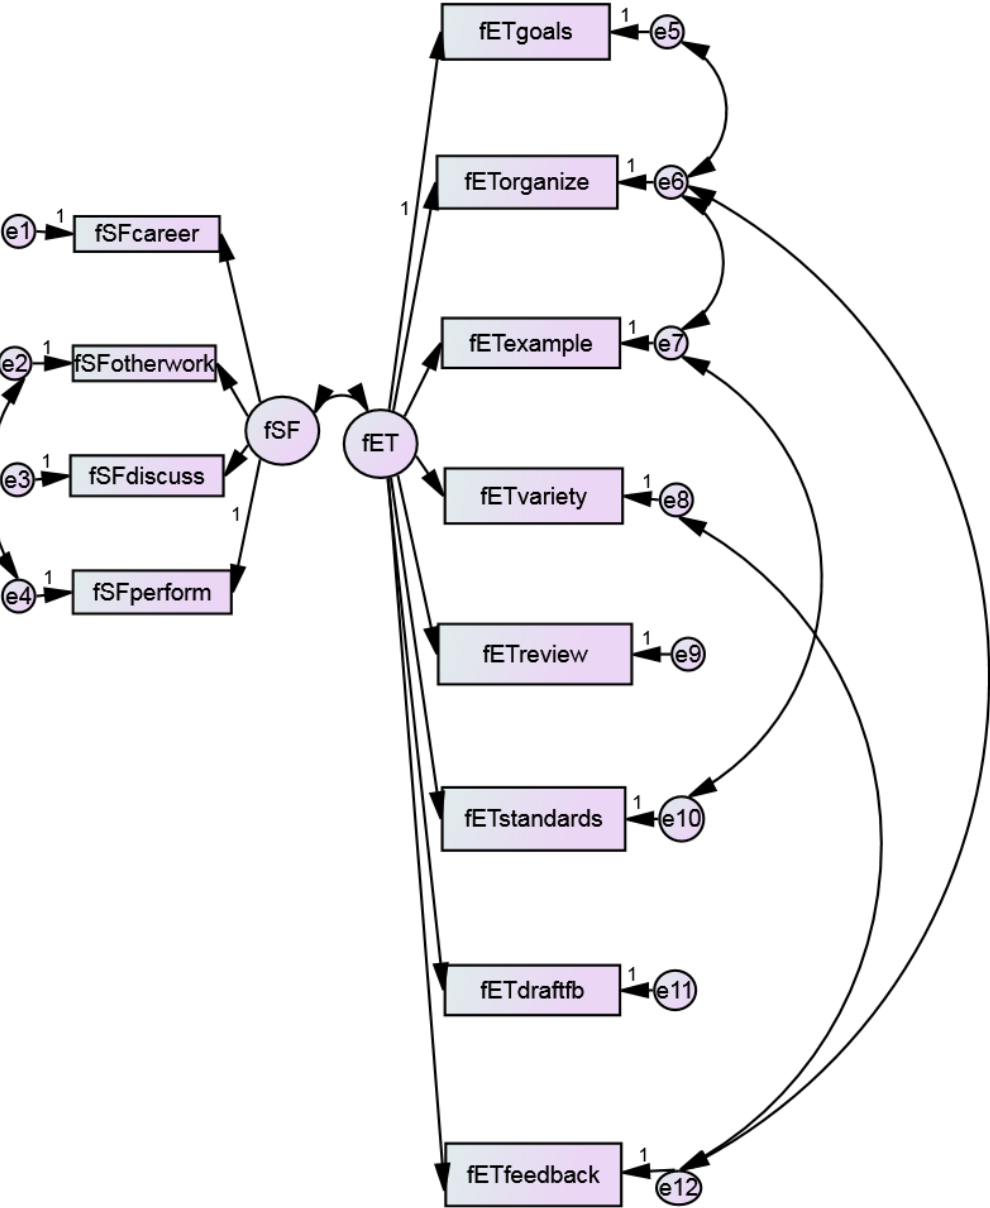 fETgoals
1
e5
fETorganize
1
e6
1
e1
1
fSFcareer
fETexample
1
e7
e2
1
fSFotherwork
fSF
fET
e3
1
fSFdiscuss
fETvariety
1
e8
1
e4
1
fSFperform
fETreview
1
e9
fETstandards
1
e10
fETdraftfb
1
e11
fETfeedback
1
e12